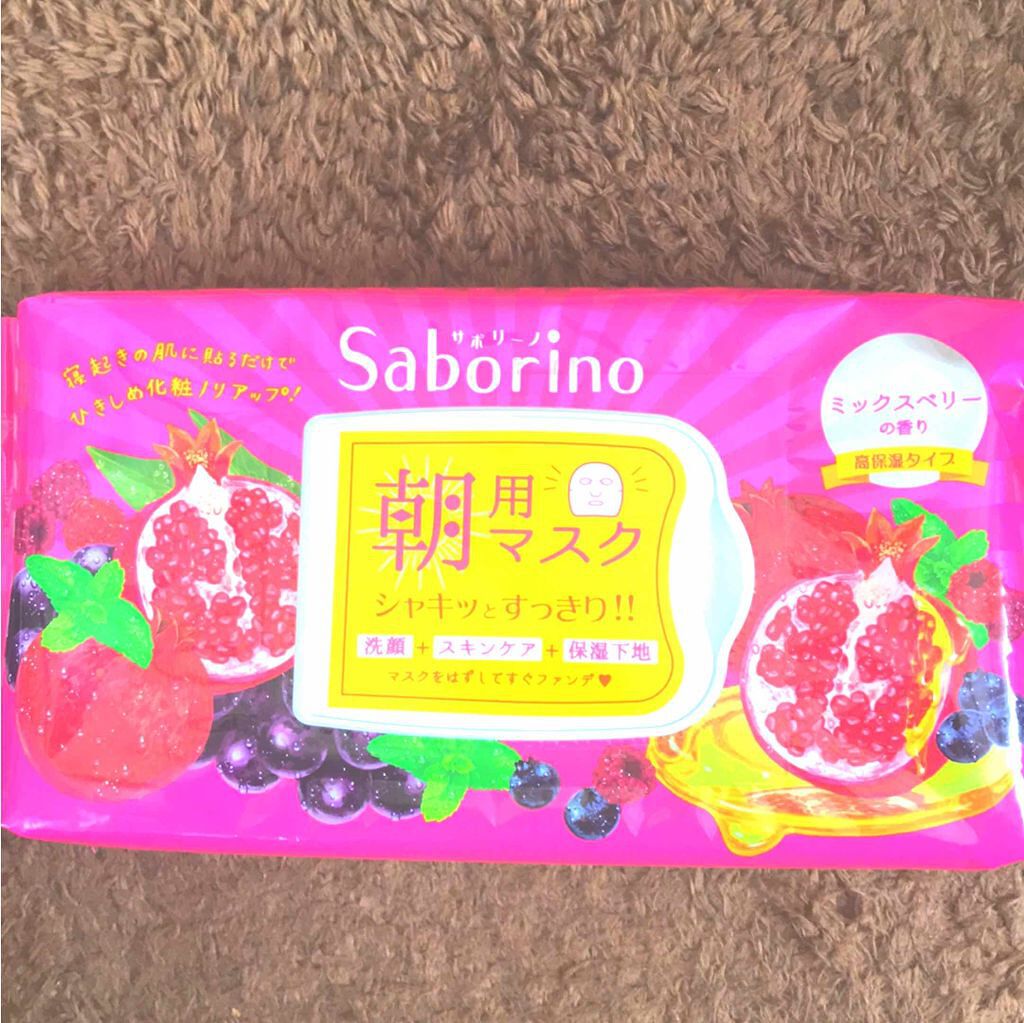 寝起きの肌に貼るだけで
ひきしめ化粧ノリアップ!
サボリーノ
Saborino
ミックスベリー
の香り
高保湿タイプ
朝用
マスク
シャキッとすっきり!!
洗顔+スキンケア+保湿下地
マスクをはずしてすぐファンデ♥